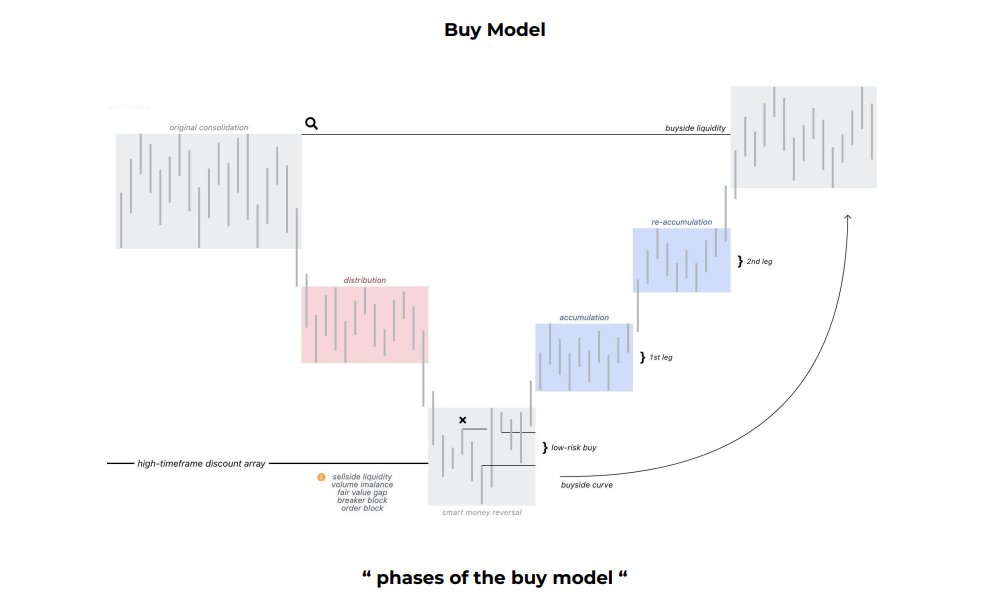 Buy Model
original consolidation
buyside liquidity
re-accumulation
} 2nd leg
distribution
accumulation
} 1st leg
} low-risk buy
high-timeframe discount array
sellside liquidity
volume imalance
fair value gap
breaker block
order block
buyside curve
smart money reversal
“ phases of the buy model “